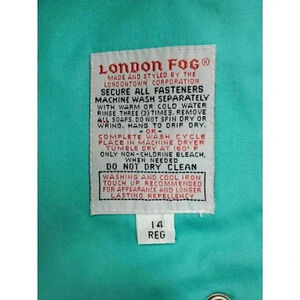 LONDON FOG®
MADE AND STYLED BY THE
LONDONTOWN CORPORATION
SECURE ALL FASTENERS
MACHINE WASH SEPARATELY
WITH WARM OR COLD WATER
RINSE THREE (3) TIMES. REMOVE
ALL SOAPS. DO NOT SPIN DRY OR
WRING. HANG TO DRIP DRY.
-OR-
COMPLETE WASH CYCLE
PLACE IN MACHINE DRYER
TUMBLE DRY AT 160° F
ONLY NON-CHLORINE BLEACH,
WHEN NEEDED
DO NOT DRY CLEAN
WASHING AND COOL IRON
TOUCH UP. RECOMMENDED
FOR APPEARANCE AND LONGER
LASTING REPELLENCY
14
REG